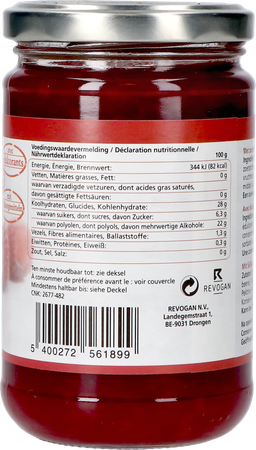 Voedingswaardevermelding / Déclaration nutritionnelle /
Nährwertdeklaration 100 g
Energie, Énergie, Brennwert: 344 kJ (82 kcal)
Vetten, Matières grasses, Fett: 0 g
waarvan verzadigde vetzuren, dont acides gras saturés,
davon gesättigte Fettsäuren: 0 g
Koolhydraten, Glucides, Kohlenhydrate: 28 g
waarvan suikers, dont sucres, davon Zucker: 6,3 g
waarvan polyolen, dont polyols, davon mehrwertige Alkohole: 22 g
Vezels, Fibres alimentaires, Ballaststoffe: 1,3 g
Eiwitten, Protéines, Eiweiß: 0,3 g
Zout, Sel, Salz: 0 g
Ten minste houdbaar tot: zie deksel
A consommer de préférence avant le : voir couvercle
Mindestens haltbar bis: siehe Deckel
CNK: 2677-482
REVOGAN
REVOGAN N.V.,
Landegemstraat 1,
BE-9031 Drongen
5 400272 561899